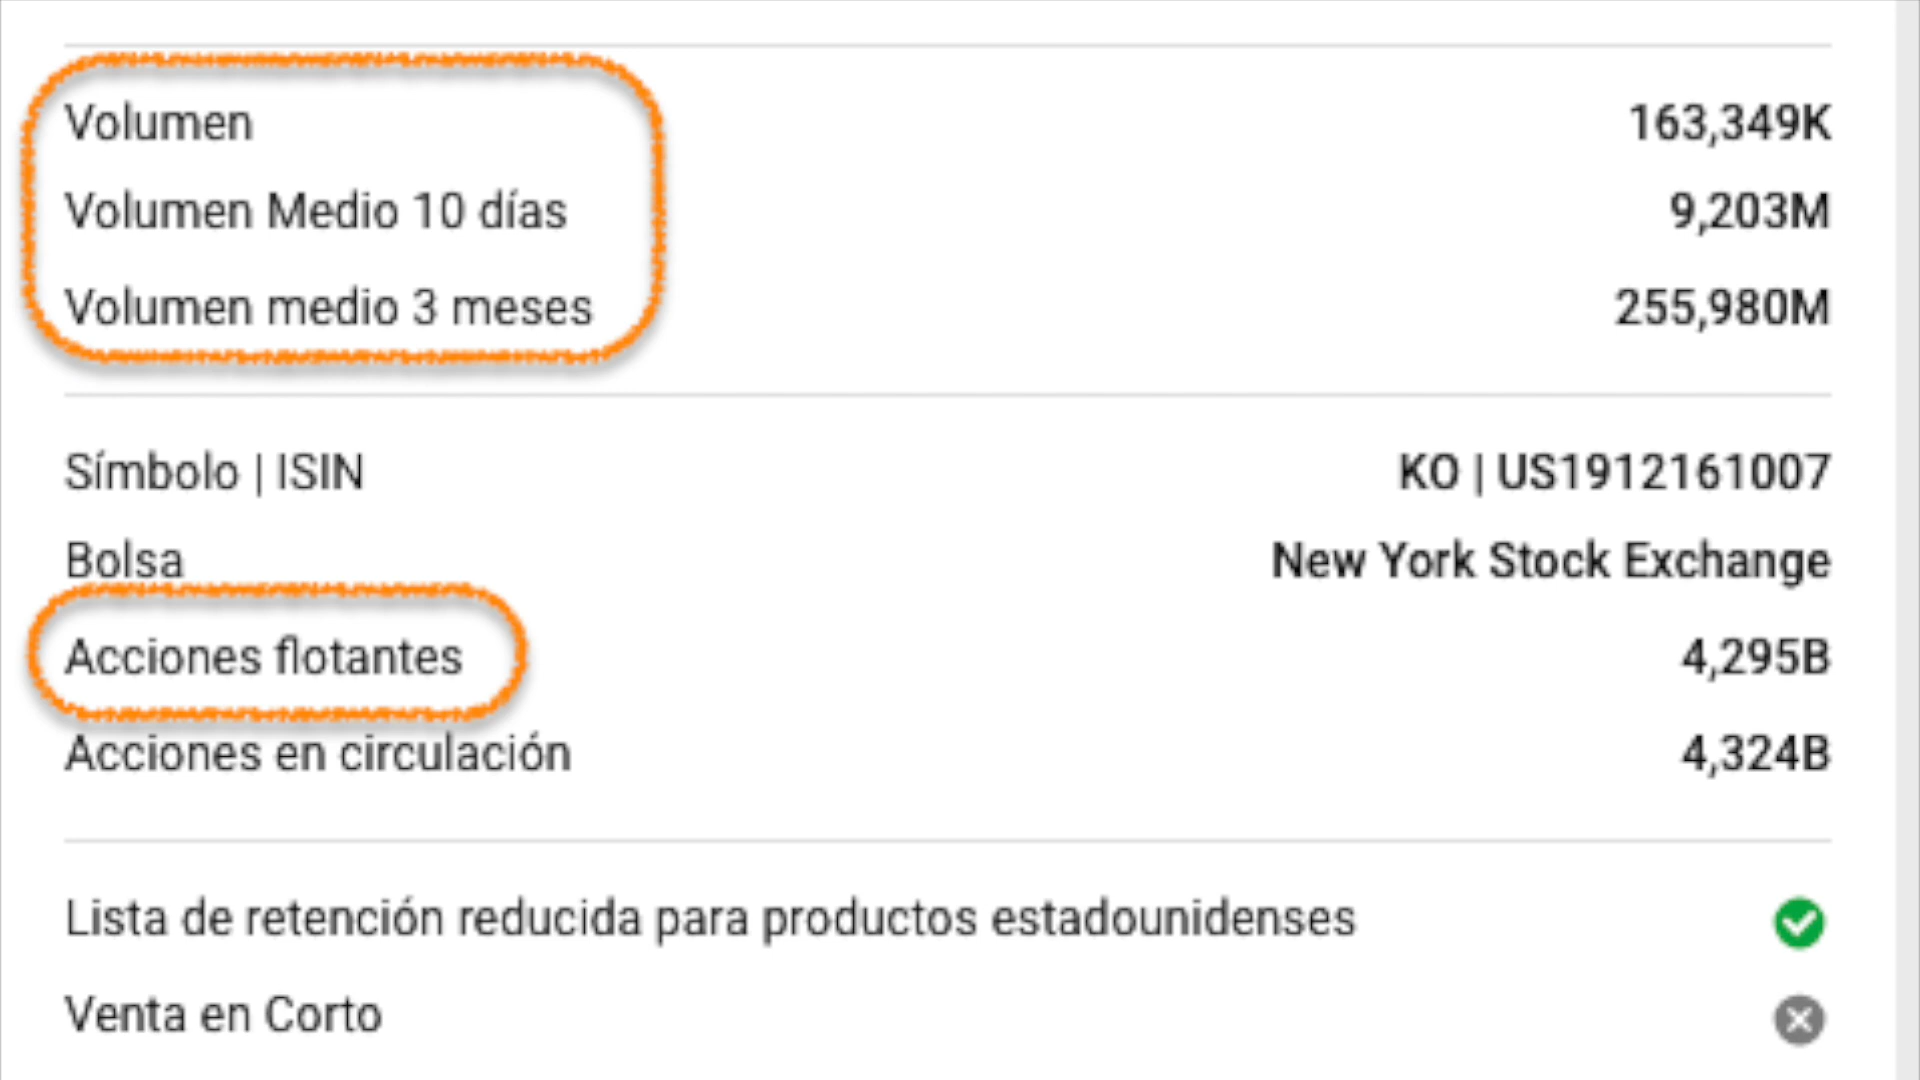 Volumen 163,349K
Volumen Medio 10 días 9,203M
Volumen medio 3 meses 255,980M
Símbolo | ISIN KO | US1912161007
Bolsa New York Stock Exchange
Acciones flotantes 4,295B
Acciones en circulación 4,324B
Lista de retención reducida para productos estadounidenses
Venta en Corto